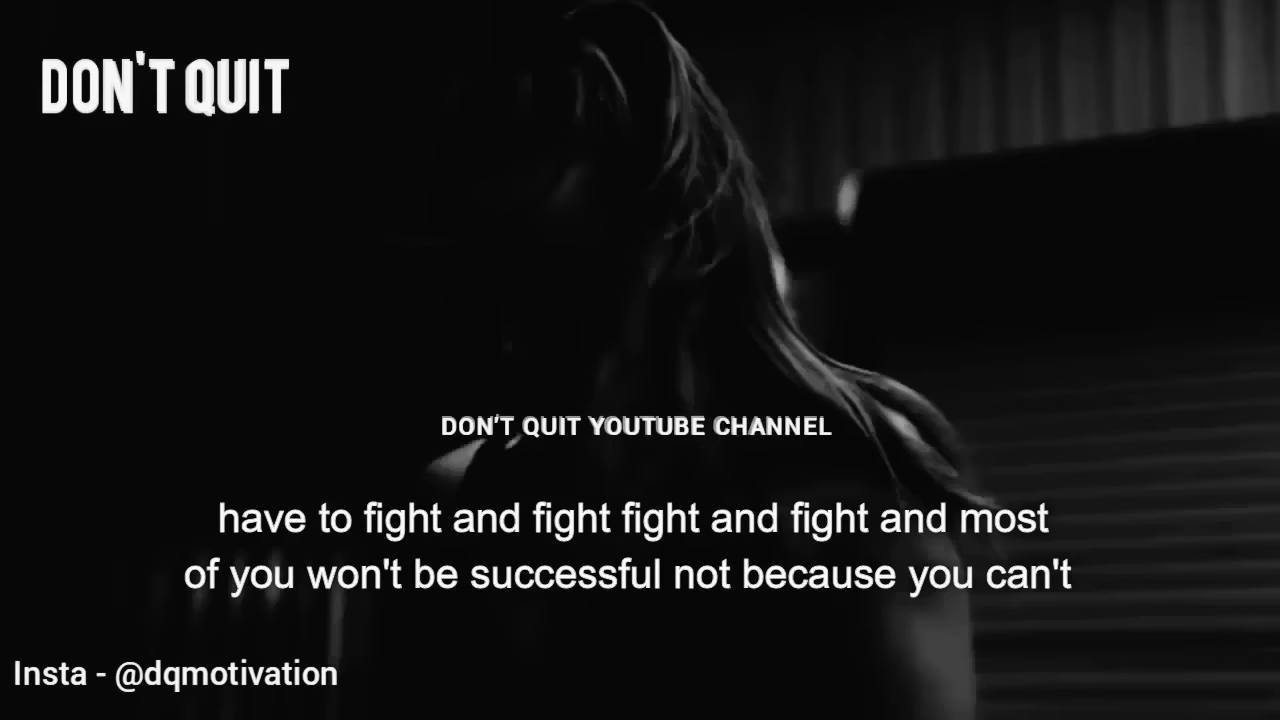 DON'T QUIT
DON'T QUIT YOUTUBE CHANNEL
have to fight and fight fight and fight and most
of you won't be successful not because you can't
Insta - @dqmotivation